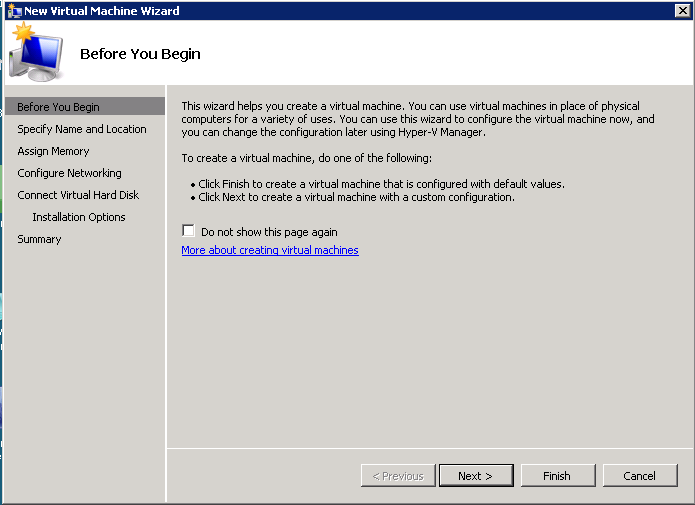 New Virtual Machine Wizard
Before You Begin
Before You Begin
Specify Name and Location
Assign Memory
Configure Networking
Connect Virtual Hard Disk
Installation Options
Summary
This wizard helps you create a virtual machine. You can use virtual machines in place of physical
computers for a variety of uses. You can use this wizard to configure the virtual machine now, and
you can change the configuration later using Hyper-V Manager.
To create a virtual machine, do one of the following:
• Click Finish to create a virtual machine that is configured with default values.
• Click Next to create a virtual machine with a custom configuration.
Do not show this page again
More about creating virtual machines
< Previous
Next >
Finish
Cancel